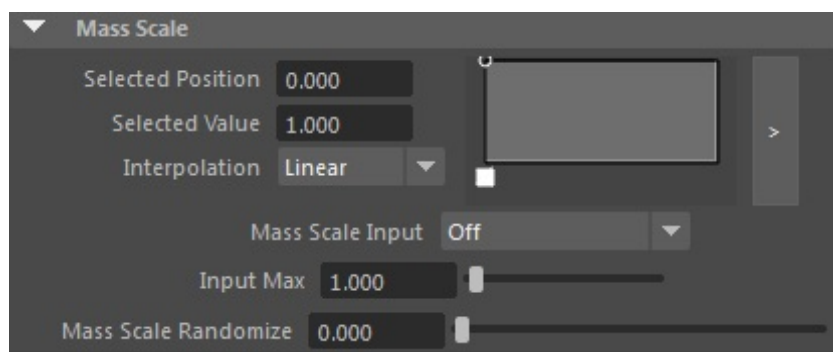 Mass Scale
Selected Position 0.000
Selected Value 1.000
Interpolation Linear
>
Mass Scale Input Off
Input Max 1.000
Mass Scale Randomize 0.000